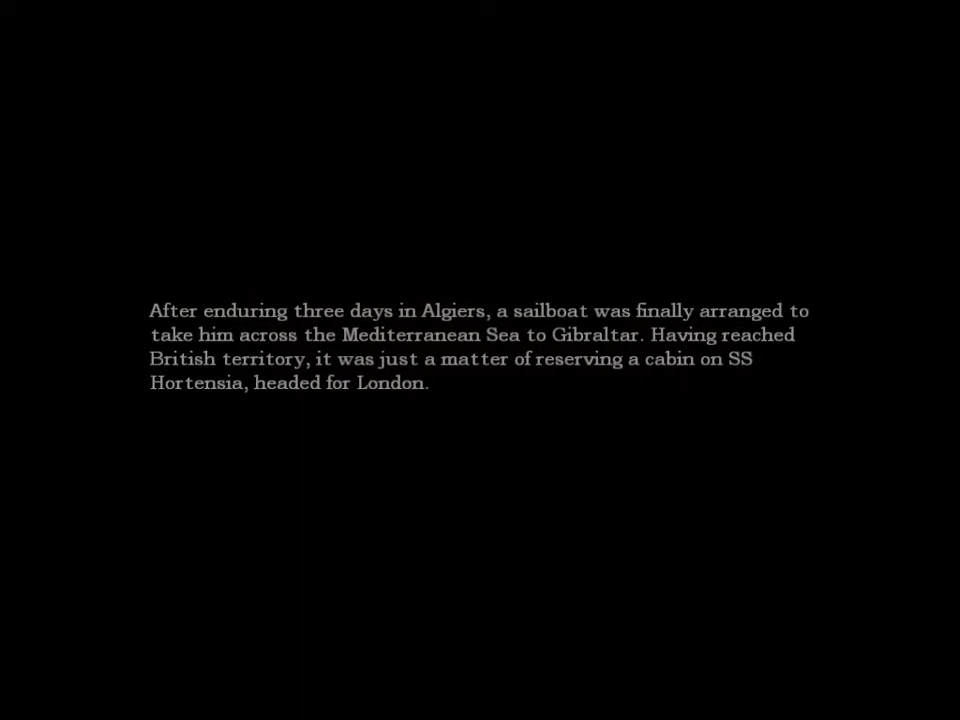 After enduring three days in Algiers, a sailboat was finally arranged to
take him across the Mediterranean Sea to Gibraltar. Having reached
British territory, it was just a matter of reserving a cabin on SS
Hortensia, headed for London.